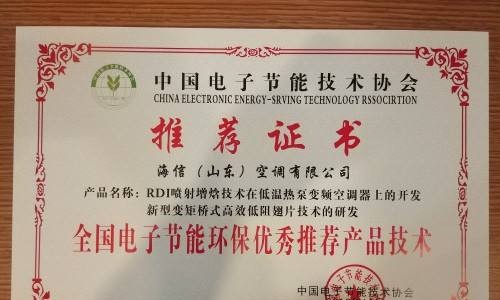 中国电子节能技术协会
CHINA ELECTRONIC ENERGY-SRVING TECHNOLOGY RSSOCIRTION
推荐证书
海信（山东）空调有限公司
产品名称：RDI喷射增焓技术在低温热泵变频空调器上的开发
新型变矩桥式高效低阻翅片技术的研发
全国电子节能环保优秀推荐产品技术
中国电子节能技术协会